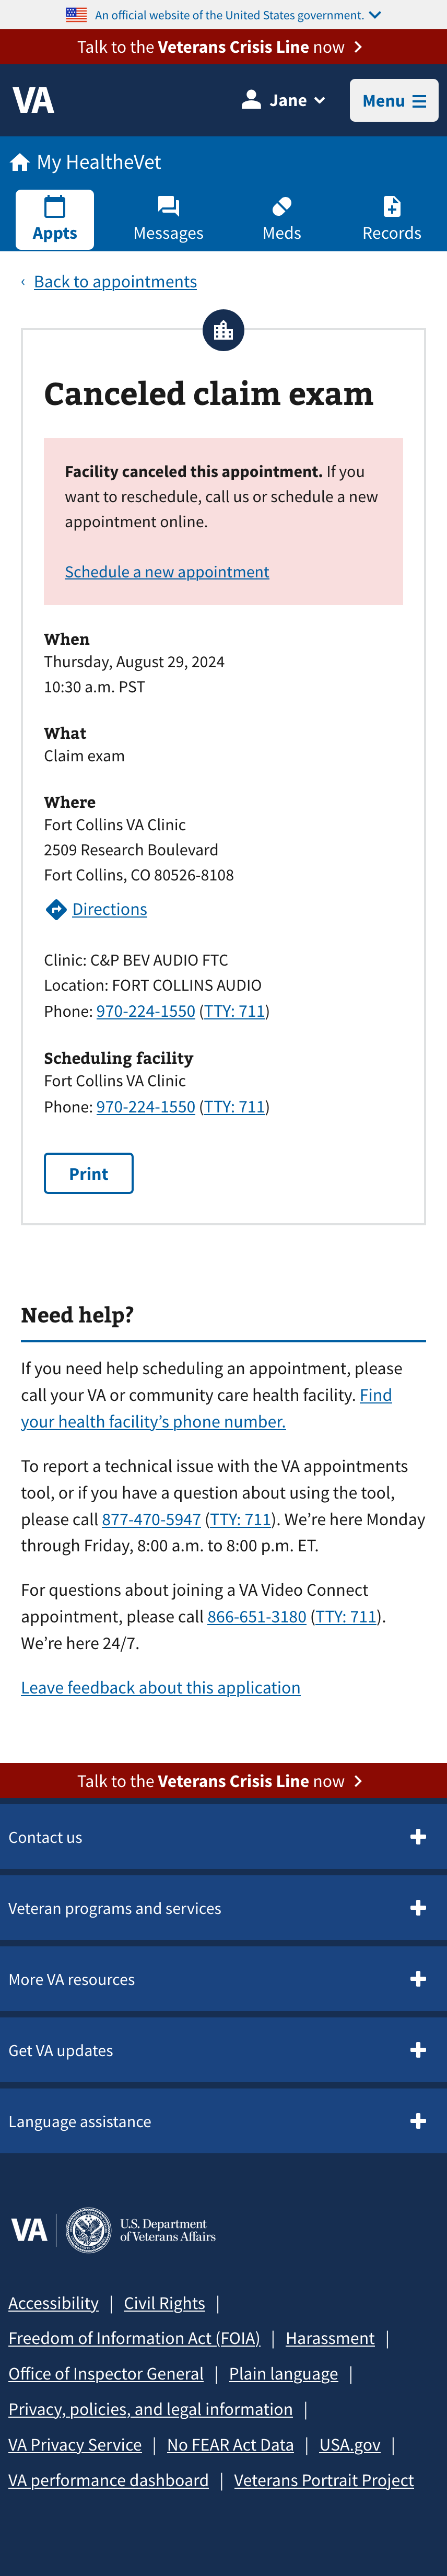 An official website of the United States government.
Talk to the Veterans Crisis Line now
VA
Jane
Menu
My HealtheVet
Appts
Messages
Meds
Records
‹ Back to appointments
Canceled claim exam
Facility canceled this appointment. If you
want to reschedule, call us or schedule a new
appointment online.
Schedule a new appointment
When
Thursday, August 29, 2024
10:30 a.m. PST
What
Claim exam
Where
Fort Collins VA Clinic
2509 Research Boulevard
Fort Collins, CO 80526-8108
Directions
Clinic: C&P BEV AUDIO FTC
Location: FORT COLLINS AUDIO
Phone: 970-224-1550 (TTY: 711)
Scheduling facility
Fort Collins VA Clinic
Phone: 970-224-1550 (TTY: 711)
Print
Need help?
If you need help scheduling an appointment, please
call your VA or community care health facility. Find
your health facility’s phone number.
To report a technical issue with the VA appointments
tool, or if you have a question about using the tool,
please call 877-470-5947 (TTY: 711). We’re here Monday
through Friday, 8:00 a.m. to 8:00 p.m. ET.
For questions about joining a VA Video Connect
appointment, please call 866-651-3180 (TTY: 711).
We’re here 24/7.
Leave feedback about this application
Talk to the Veterans Crisis Line now
Contact us
Veteran programs and services
More VA resources
Get VA updates
Language assistance
VA | U.S. Department
of Veterans Affairs
Accessibility | Civil Rights |
Freedom of Information Act (FOIA) | Harassment |
Office of Inspector General | Plain language |
Privacy, policies, and legal information |
VA Privacy Service | No FEAR Act Data | USA.gov |
VA performance dashboard | Veterans Portrait Project